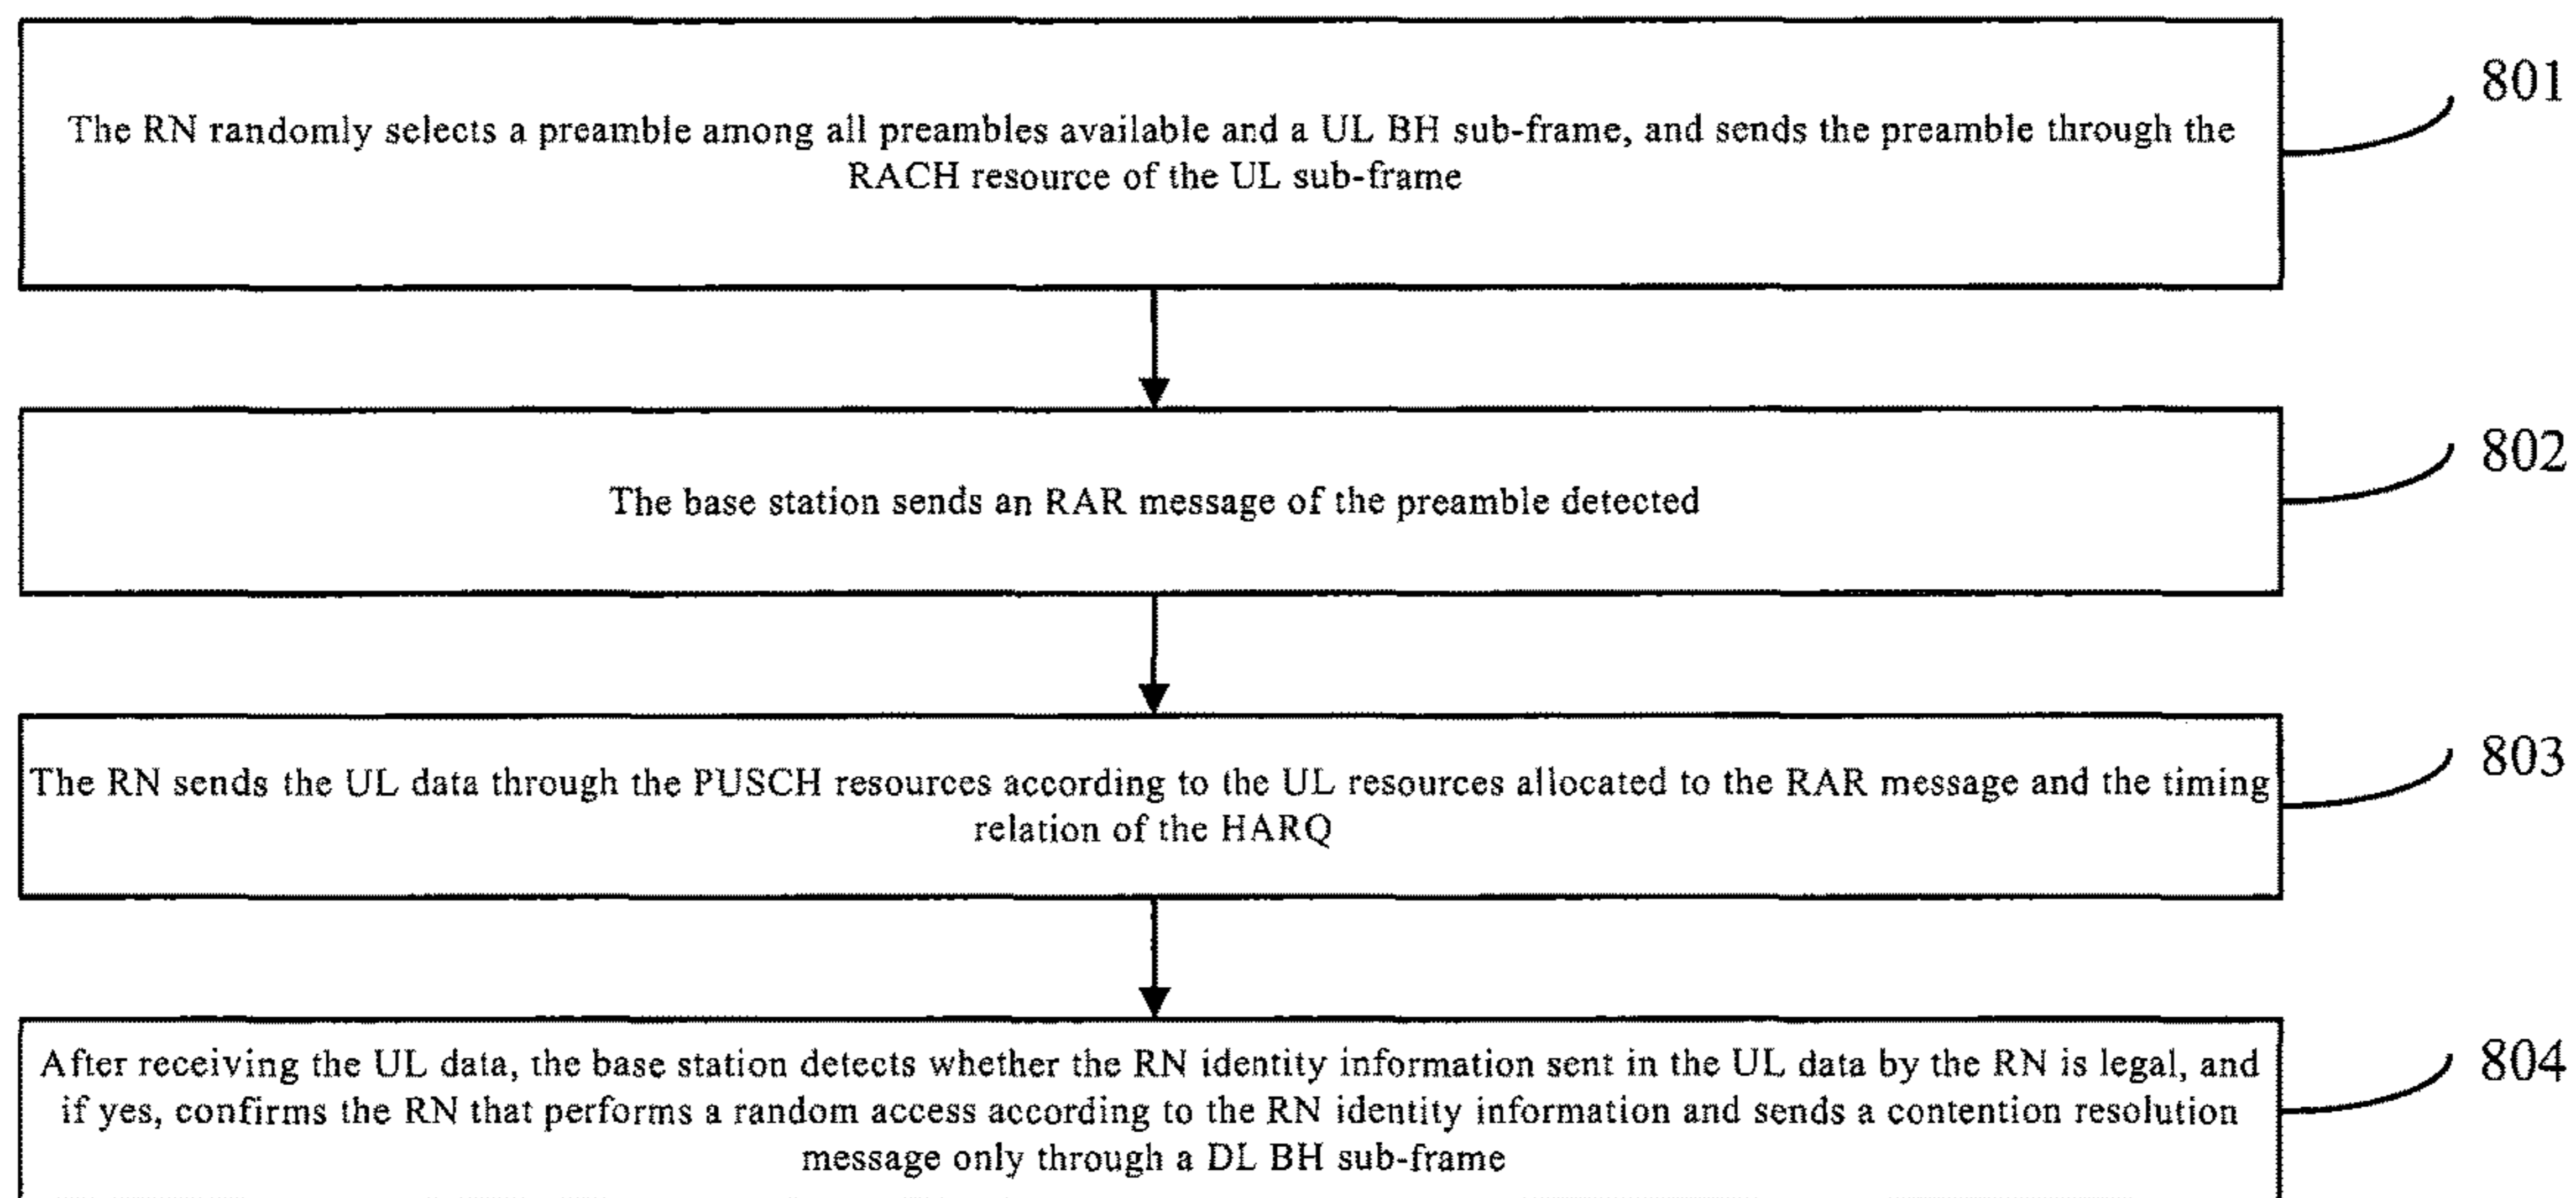 The RN randomly selects a preamble among all preambles available and a UL BH sub-frame, and sends the preamble through the
RACH resource of the UL sub-frame
801
The base station sends an RAR message of the preamble detected
802
The RN sends the UL data through the PUSCH resources according to the UL resources allocated to the RAR message and the timing
relation of the HARQ
803
After receiving the UL data, the base station detects whether the RN identity information sent in the UL data by the RN is legal, and
if yes, confirms the RN that performs a random access according to the RN identity information and sends a contention resolution
message only through a DL BH sub-frame
804